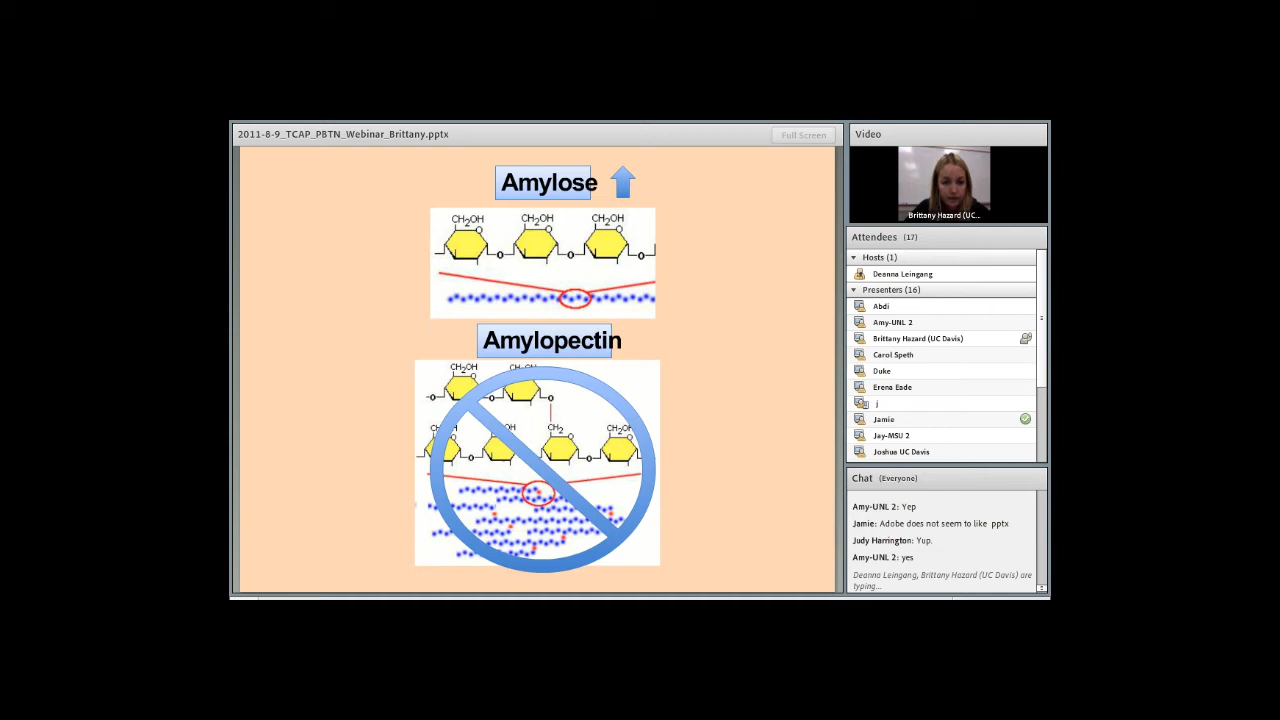 2011-8-9_TCAP_PBTN_Webinar_Brittany.pptx
Full Screen
Amylose
CH2OH CH2OH CH2OH
O O O
O O O
Amylopectin
CH2OH
O O
O O O
CH2
O O O
Video
Brittany Hazard (UC...
Attendees (17)
Hosts (1)
Deanna Leingang
Presenters (16)
Abdi
Amy-UNL 2
Brittany Hazard (UC Davis)
Carol Speth
Duke
Erena Eade
j
Jamie
Jay-MSU 2
Joshua UC Davis
Chat (Everyone)
Amy-UNL 2: Yep
Jamie: Adobe does not seem to like pptx
Judy Harrington: Yup.
Amy-UNL 2: yes
Deanna Leingang, Brittany Hazard (UC Davis) are
typing...